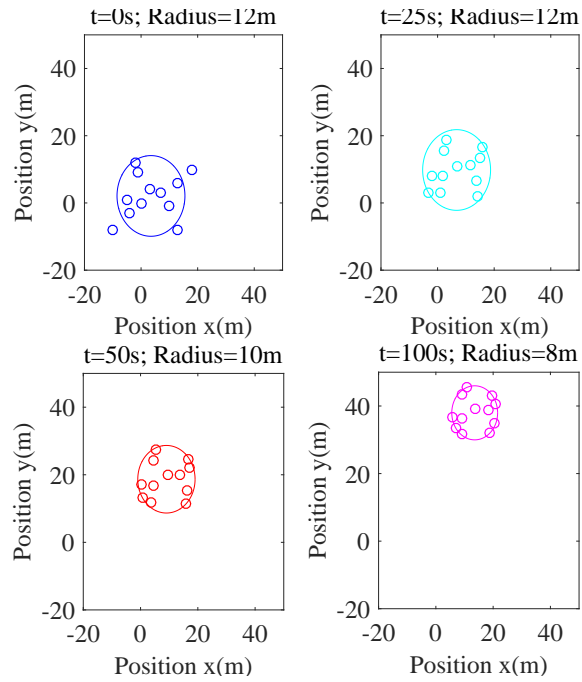 t=0s; Radius=12m
40
20
0
-20
-20 0 20 40
Position y(m)
Position x(m)
t=25s; Radius=12m
40
20
0
-20
-20 0 20 40
Position y(m)
Position x(m)
t=50s; Radius=10m
40
20
0
-20
-20 0 20 40
Position y(m)
Position x(m)
t=100s; Radius=8m
40
20
0
-20
-20 0 20 40
Position y(m)
Position x(m)